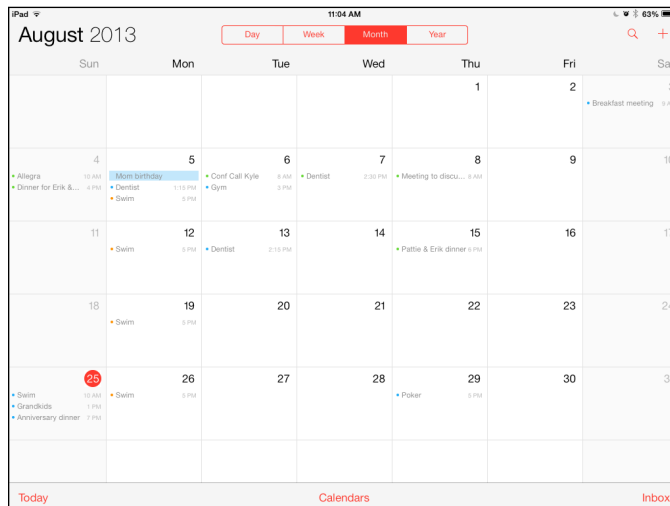 iPad 11:04 AM 63%
August 2013 Day Week Month Year +
Sun Mon Tue Wed Thu Fri Sa
1 2
• Breakfast meeting
4 5 6 7 8 9 10
• Allegra 10 AM Mom birthday • Conf Call Kyle • Dentist 2:30 PM • Meeting to discu...
• Dinner for Erik &... 4 PM • Dentist 1:15 PM • Gym 3 PM
• Swim 5 PM
11 12 13 14 15 16 17
• Swim 5 PM • Dentist 2:15 PM • Pattie & Erik dinner 6 PM
18 19 20 21 22 23 24
• Swim 5 PM
25 26 27 28 29 30 3
• Swim 10 AM • Swim 5 PM • Poker 5 PM
• Grandkids 1 PM
• Anniversary dinner 7 PM
Today Calendars Inbox